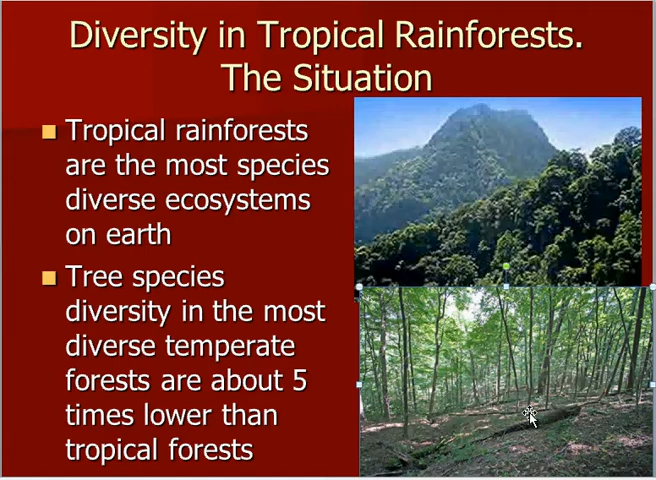 Diversity in Tropical Rainforests.
The Situation
Tropical rainforests
are the most species
diverse ecosystems
on earth
Tree species
diversity in the most
diverse temperate
forests are about 5
times lower than
tropical forests